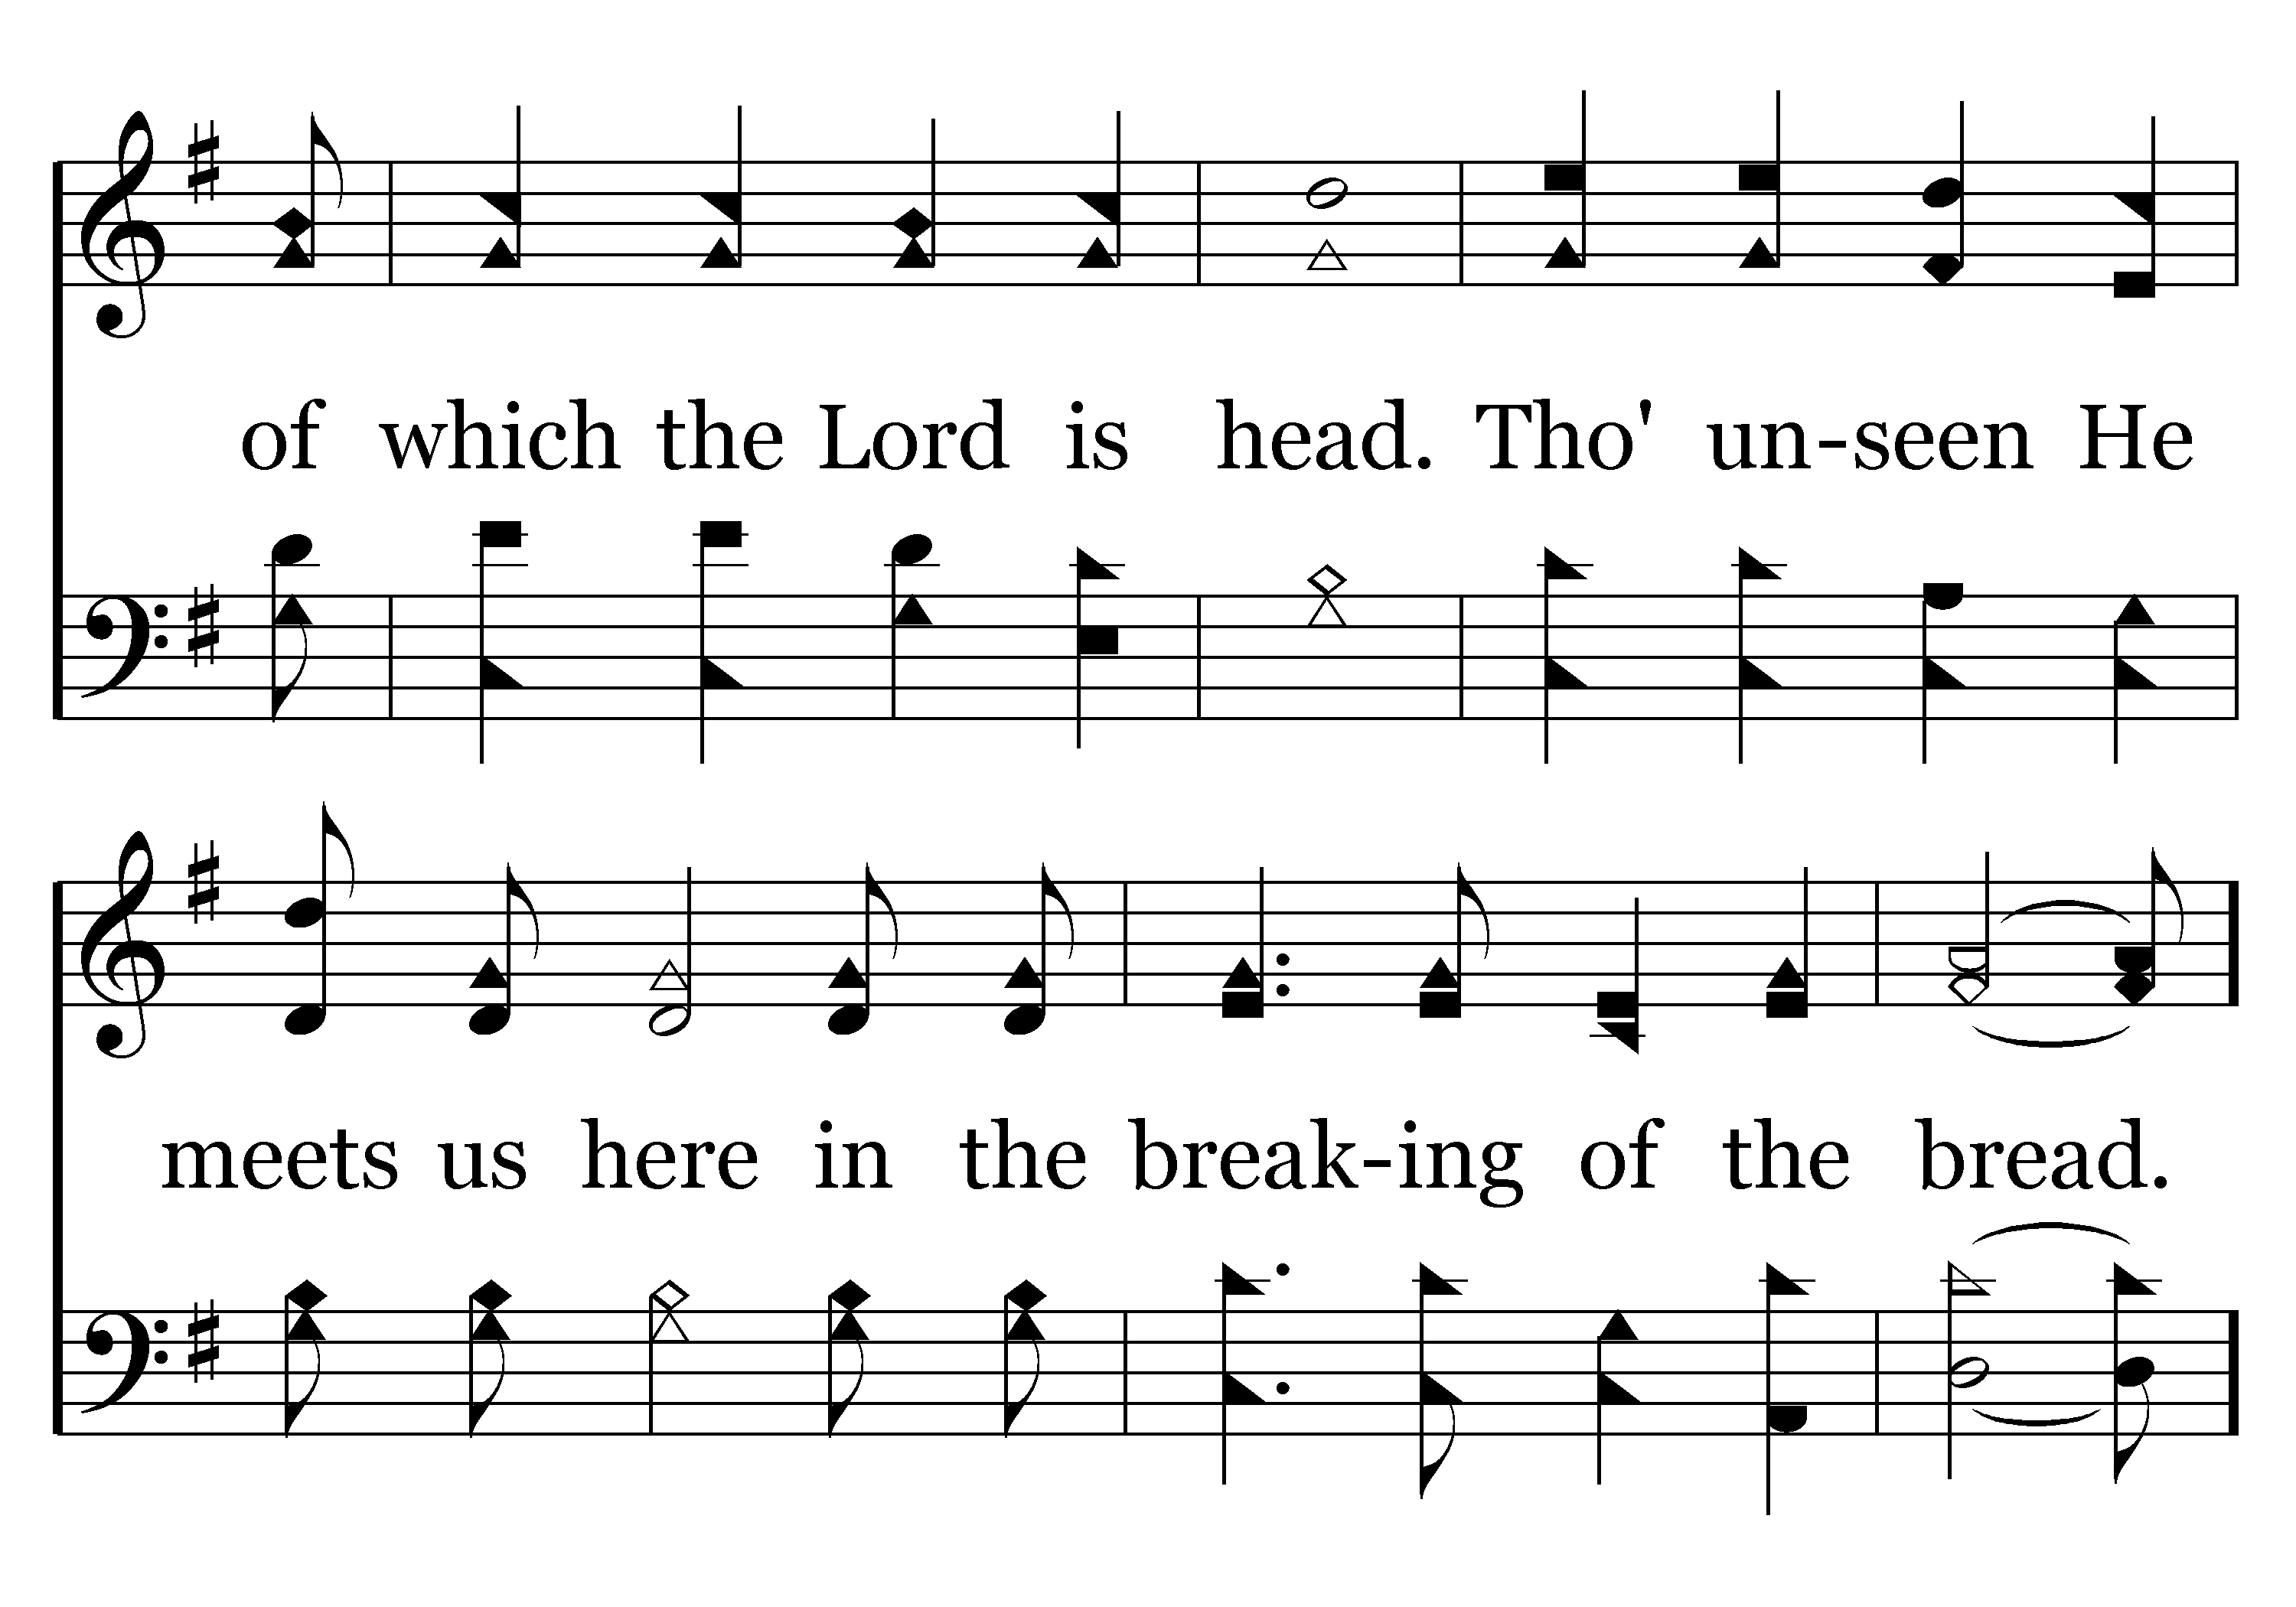 of which the Lord is head. Tho' un-seen He
meets us here in the break-ing of the bread.